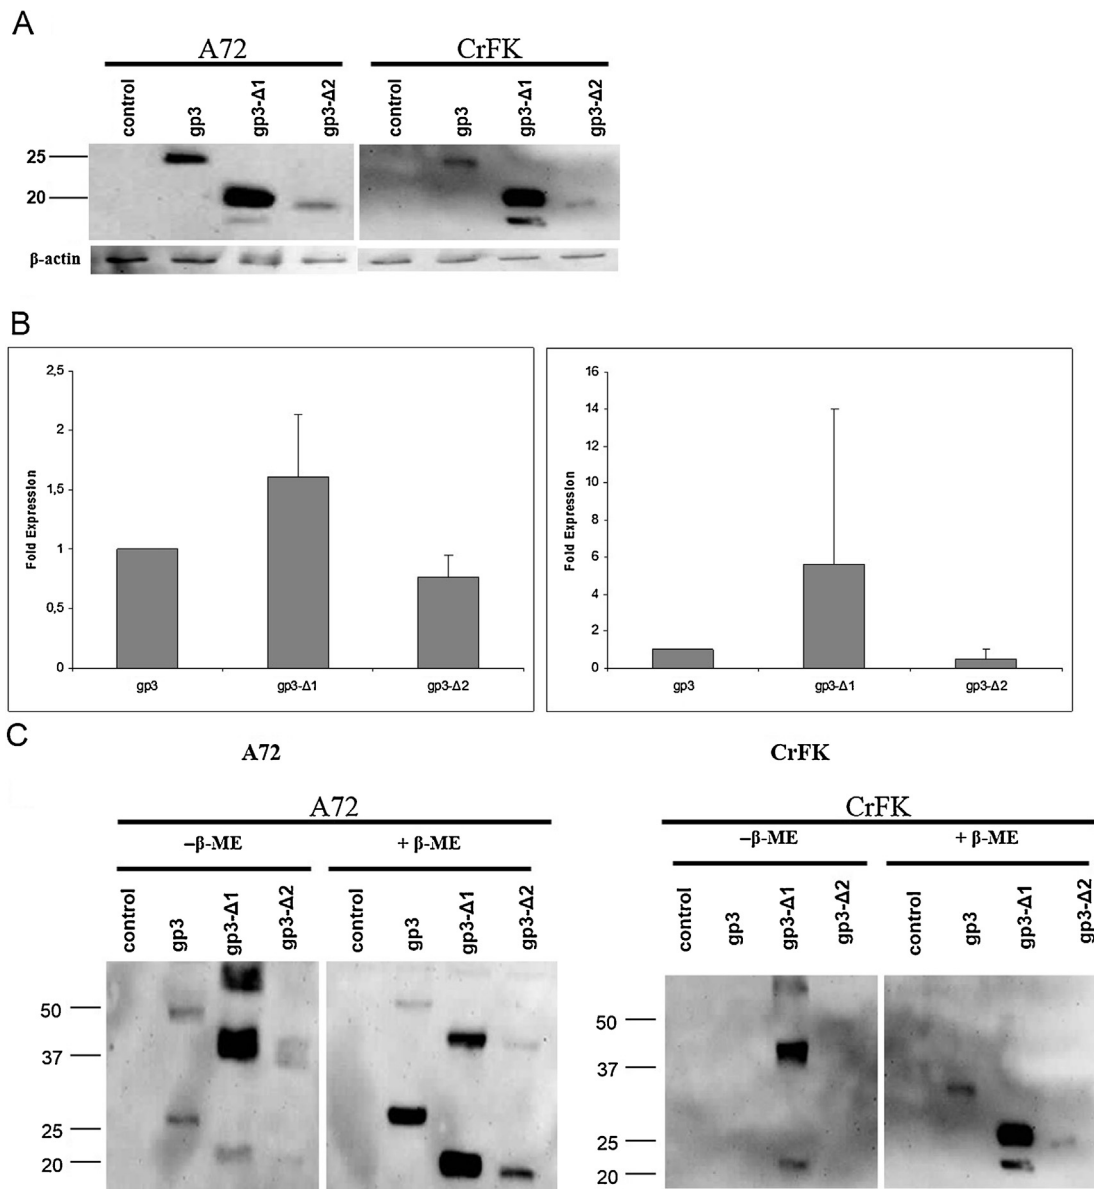 A
A72 CrFK
control gp3 gp3-Δ1 gp3-Δ2 control gp3 gp3-Δ1 gp3-Δ2
25
20
β-actin
B
2,5
2
1,5
1
0,5
0
Fold Expression
gp3 gp3-Δ1 gp3-Δ2
16
14
12
10
8
6
4
2
0
Fold Expression
gp3 gp3-Δ1 gp3-Δ2
C
A72 CrFK
A72 CrFK
–β-ME + β-ME –β-ME + β-ME
control gp3 gp3-Δ1 gp3-Δ2 control gp3 gp3-Δ1 gp3-Δ2 control gp3 gp3-Δ1 gp3-Δ2 control gp3 gp3-Δ1 gp3-Δ2
50
37
25
20
50
37
25
20